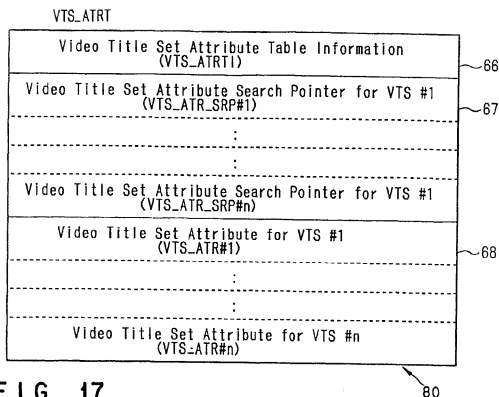 VTS_ATRT
Video Title Set Attribute Table Information
(VTS_ATRTI)
66
Video Title Set Attribute Search Pointer for VTS #1
(VTS_ATR_SRP#1)
67
:
:
Video Title Set Attribute Search Pointer for VTS #1
(VTS_ATR_SRP#n)
Video Title Set Attribute for VTS #1
(VTS_ATR#1)
68
:
:
Video Title Set Attribute for VTS #n
(VTS_ATR#n)
80
FIG. 17